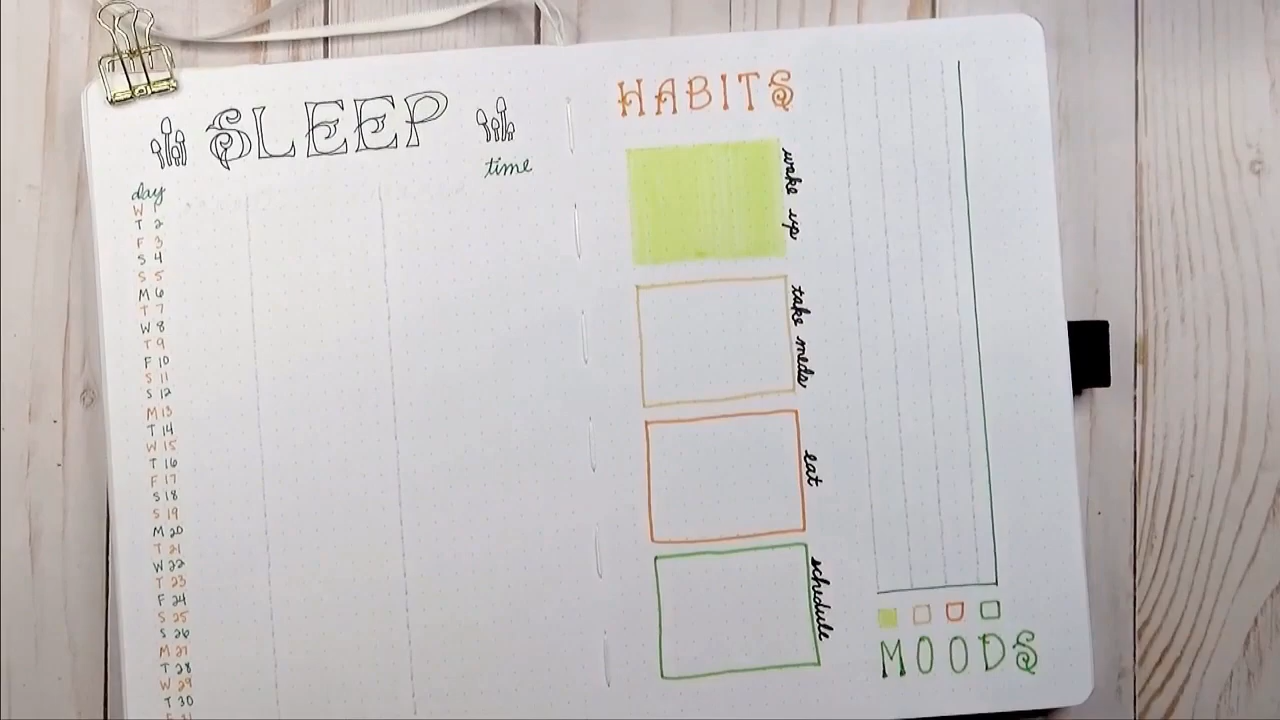 SLEEP
time
day
W 1
T 2
F 3
S 4
S 5
M 6
T 7
W 8
T 9
F 10
S 11
S 12
M 13
T 14
W 15
T 16
F 17
S 18
S 19
M 20
T 21
W 22
T 23
F 24
S 25
S 26
M 27
T 28
W 29
T 30
HABITS
wake up
take meds
eat
schedule
MOODS